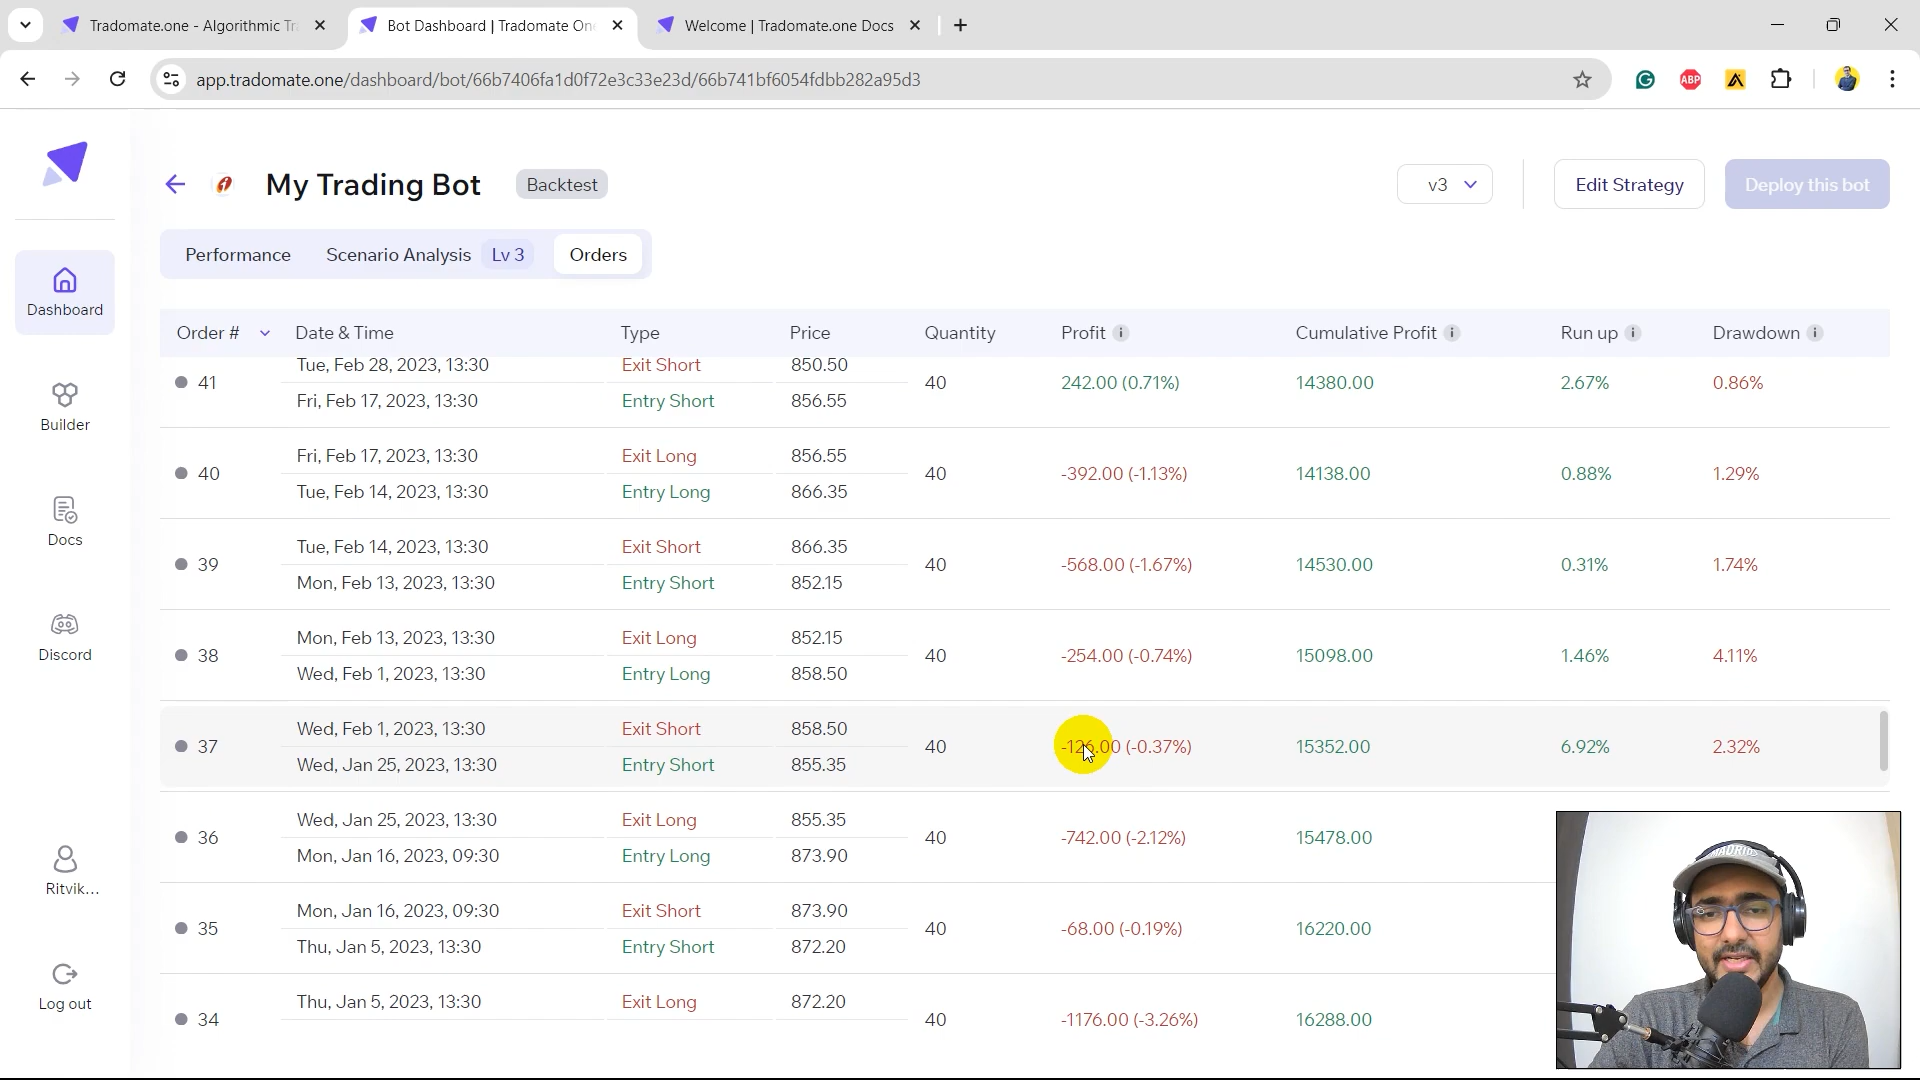 Tradomate.one - Algorithmic Tr
Bot Dashboard | Tradomate On
Welcome | Tradomate.one Docs
app.tradomate.one/dashboard/bot/66b7406fa1d0f72e3c33e23d/66b741bf6054fdbb282a95d3
ABP
My Trading Bot
Backtest
v3
Edit Strategy
Deploy this bot
Performance
Scenario Analysis
Lv 3
Orders
Dashboard
Builder
Docs
Discord
Ritvik...
Log out
Order # Date & Time Type Price Quantity Profit Cumulative Profit Run up Drawdown
Tue, Feb 28, 2023, 13:30 Exit Short 850.50
41 40 242.00 (0.71%) 14380.00 2.67% 0.86%
Fri, Feb 17, 2023, 13:30 Entry Short 856.55
Fri, Feb 17, 2023, 13:30 Exit Long 856.55
40 40 -392.00 (-1.13%) 14138.00 0.88% 1.29%
Tue, Feb 14, 2023, 13:30 Entry Long 866.35
Tue, Feb 14, 2023, 13:30 Exit Short 866.35
39 40 -568.00 (-1.67%) 14530.00 0.31% 1.74%
Mon, Feb 13, 2023, 13:30 Entry Short 852.15
Mon, Feb 13, 2023, 13:30 Exit Long 852.15
38 40 -254.00 (-0.74%) 15098.00 1.46% 4.11%
Wed, Feb 1, 2023, 13:30 Entry Long 858.50
Wed, Feb 1, 2023, 13:30 Exit Short 858.50
37 40 -126.00 (-0.37%) 15352.00 6.92% 2.32%
Wed, Jan 25, 2023, 13:30 Entry Short 855.35
Wed, Jan 25, 2023, 13:30 Exit Long 855.35
36 40 -742.00 (-2.12%) 15478.00
Mon, Jan 16, 2023, 09:30 Entry Long 873.90
Mon, Jan 16, 2023, 09:30 Exit Short 873.90
35 40 -68.00 (-0.19%) 16220.00
Thu, Jan 5, 2023, 13:30 Entry Short 872.20
Thu, Jan 5, 2023, 13:30 Exit Long 872.20
34 40 -1176.00 (-3.26%) 16288.00
MADRID